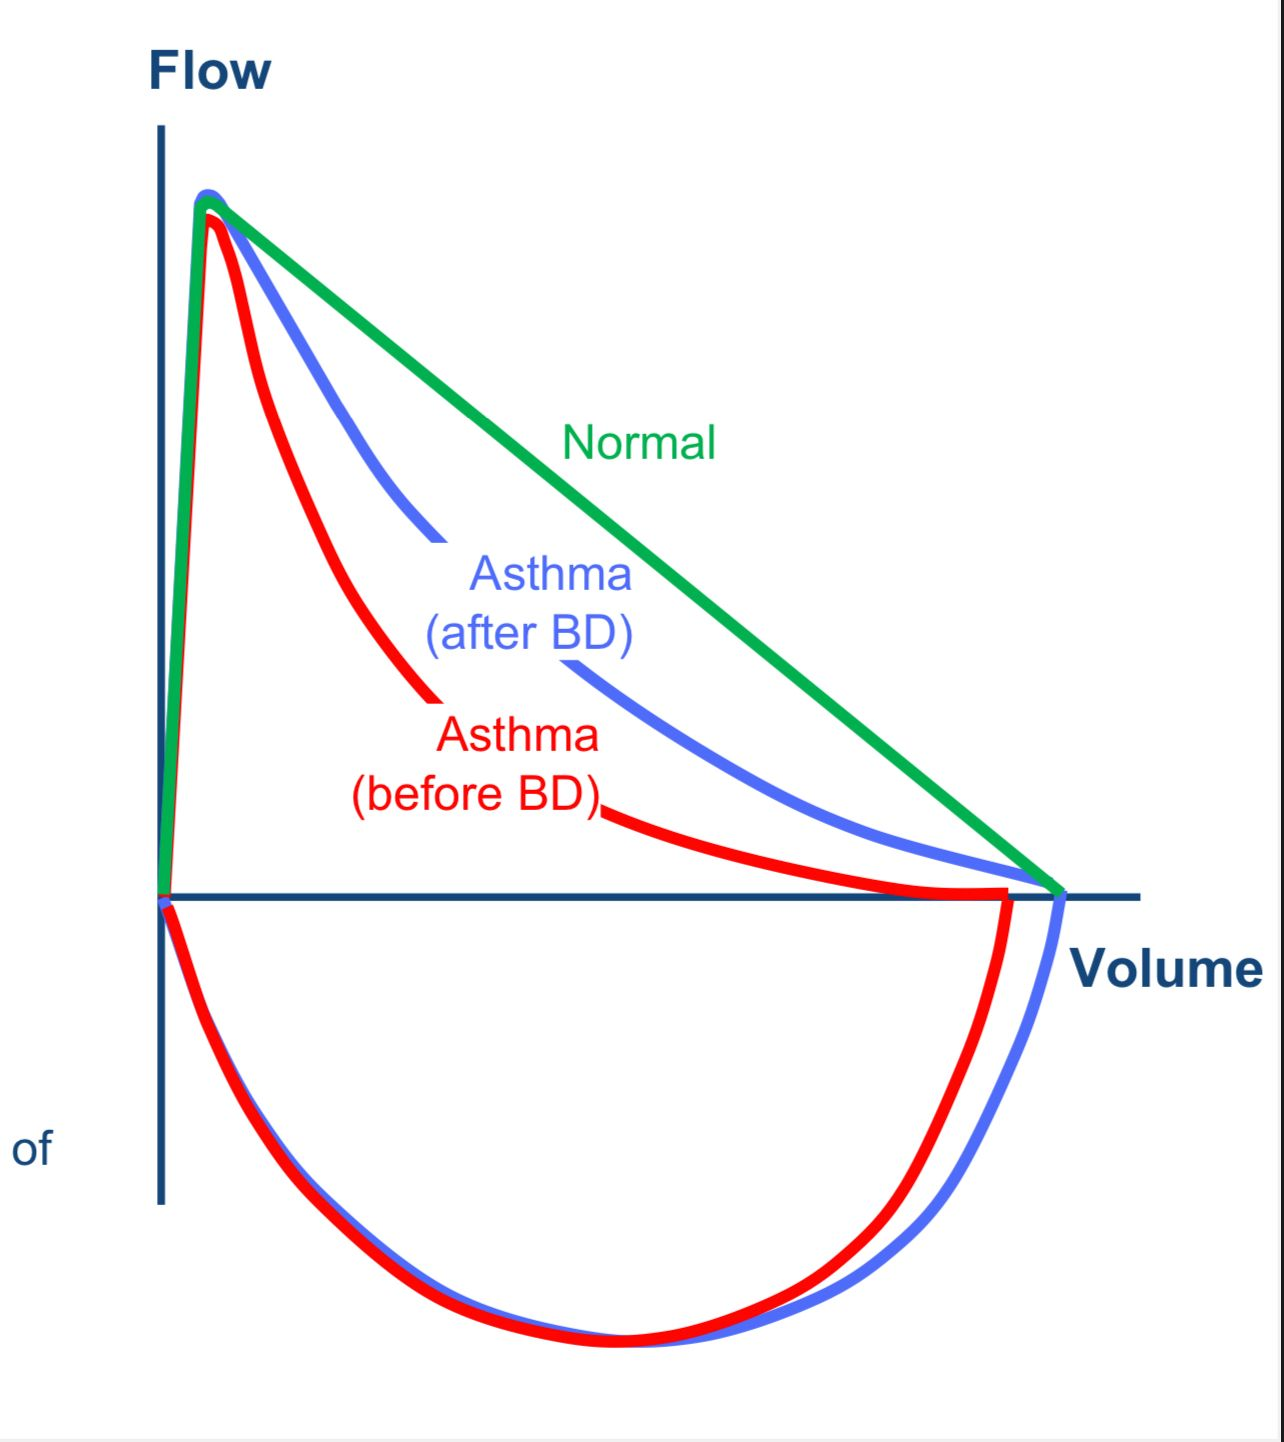 Flow
Normal
Asthma
(after BD)
Asthma
(before BD)
Volume
of